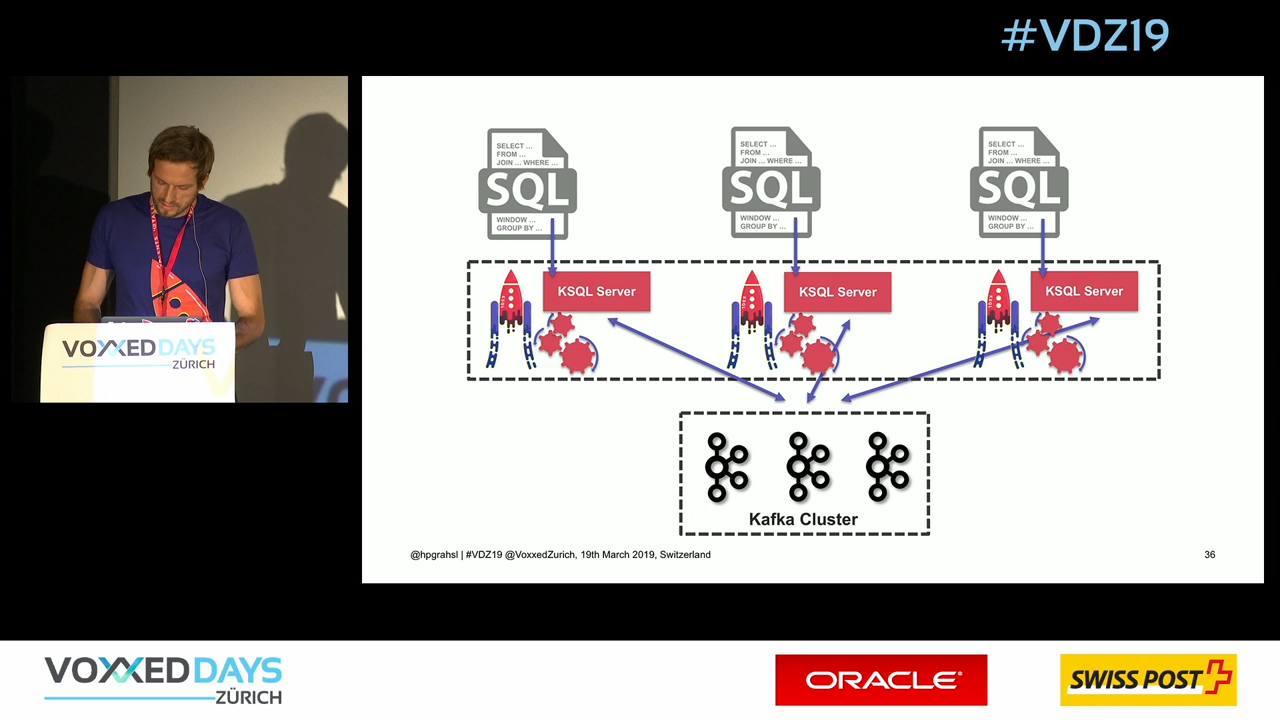 #VDZ19
SELECT ...
FROM ...
JOIN ... WHERE ...
SQL
WINDOW ...
GROUP BY ...
SELECT ...
FROM ...
JOIN ... WHERE ...
SQL
WINDOW ...
GROUP BY ...
SELECT ...
FROM ...
JOIN ... WHERE ...
SQL
WINDOW ...
GROUP BY ...
KSQL Server
KSQL Server
KSQL Server
Kafka Cluster
@hpgrahsl | #VDZ19 @VoxxedZurich, 19th March 2019, Switzerland
36
VOXXED DAYS
ZÜRICH
VOXXED DAYS
ZÜRICH
ORACLE®
SWISS POST